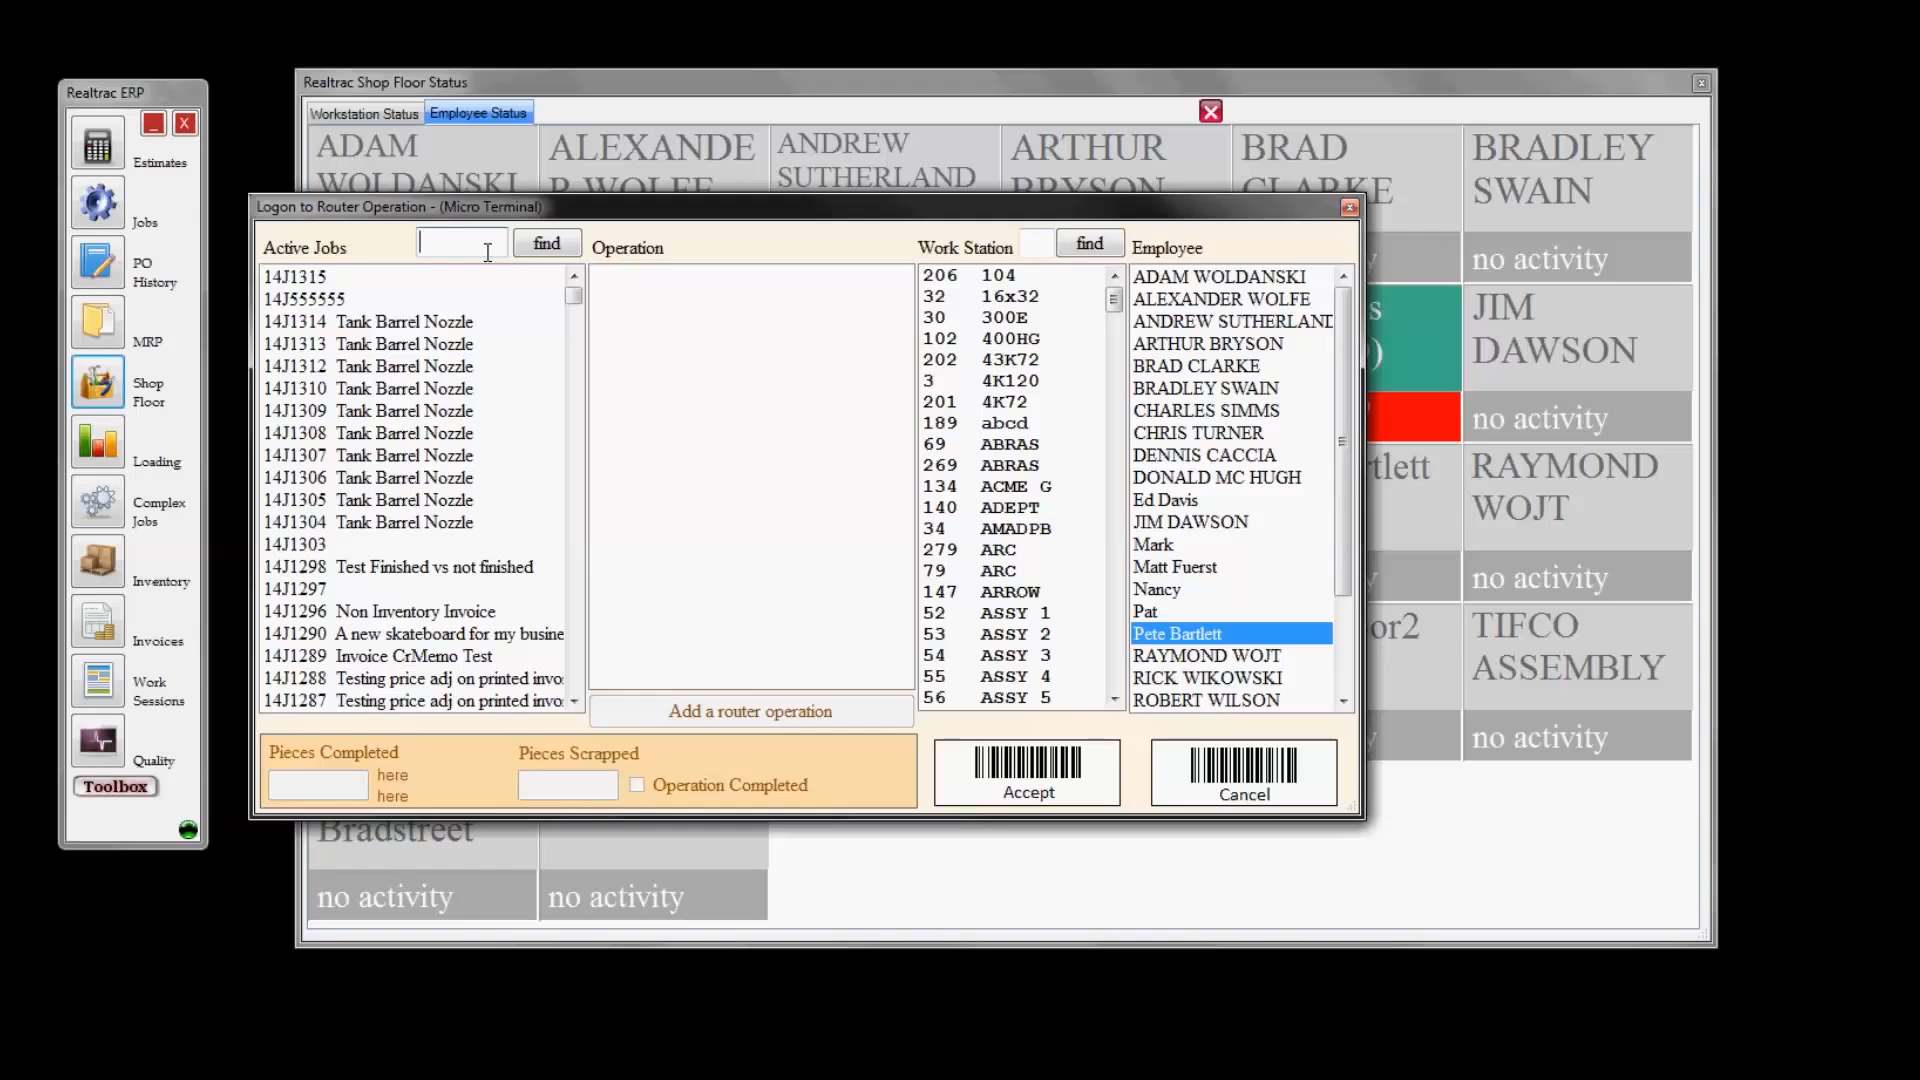 Realtrac ERP
_
X
Estimates
Jobs
PO
History
MRP
Shop
Floor
Loading
Complex
Jobs
Inventory
Invoices
Work
Sessions
Quality
Toolbox
Realtrac Shop Floor Status
Workstation Status
Employee Status
ADAM
WOLDANSKI
ALEXANDE
R WOLFE
ANDREW
SUTHERLAND
ARTHUR
BRYSON
BRAD
CLARKE
BRADLEY
SWAIN
no activity
JIM
DAWSON
no activity
RAYMOND
WOJT
no activity
TIFCO
ASSEMBLY
no activity
Bradstreet
no activity
no activity
Logon to Router Operation - (Micro Terminal)
Active Jobs
find
14J1315
14J555555
14J1314 Tank Barrel Nozzle
14J1313 Tank Barrel Nozzle
14J1312 Tank Barrel Nozzle
14J1310 Tank Barrel Nozzle
14J1309 Tank Barrel Nozzle
14J1308 Tank Barrel Nozzle
14J1307 Tank Barrel Nozzle
14J1306 Tank Barrel Nozzle
14J1305 Tank Barrel Nozzle
14J1304 Tank Barrel Nozzle
14J1303
14J1298 Test Finished vs not finished
14J1297
14J1296 Non Inventory Invoice
14J1290 A new skateboard for my busine
14J1289 Invoice CrMemo Test
14J1288 Testing price adj on printed invo
14J1287 Testing price adj on printed invo
Operation
Add a router operation
Work Station
find
206 104
32 16x32
30 300E
102 400HG
202 43K72
3 4K120
201 4K72
189 abcd
69 ABRAS
269 ABRAS
134 ACME G
140 ADEPT
34 AMADPB
279 ARC
79 ARC
147 ARROW
52 ASSY 1
53 ASSY 2
54 ASSY 3
55 ASSY 4
56 ASSY 5
Employee
ADAM WOLDANSKI
ALEXANDER WOLFE
ANDREW SUTHERLAND
ARTHUR BRYSON
BRAD CLARKE
BRADLEY SWAIN
CHARLES SIMMS
CHRIS TURNER
DENNIS CACCIA
DONALD MC HUGH
Ed Davis
JIM DAWSON
Mark
Matt Fuerst
Nancy
Pat
Pete Bartlett
RAYMOND WOJT
RICK WIKOWSKI
ROBERT WILSON
Pieces Completed
here
here
Pieces Scrapped
Operation Completed
Accept
Cancel